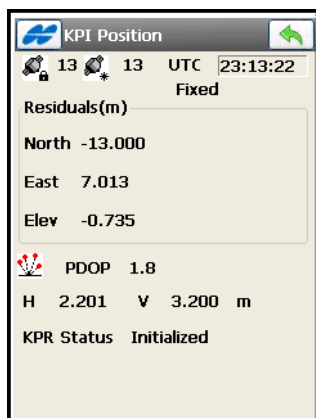 KPI Position
13 13 UTC 23:13:22
Fixed
Residuals(m)
North -13.000
East 7.013
Elev -0.735
PDOP 1.8
H 2.201 V 3.200 m
KPR Status Initialized